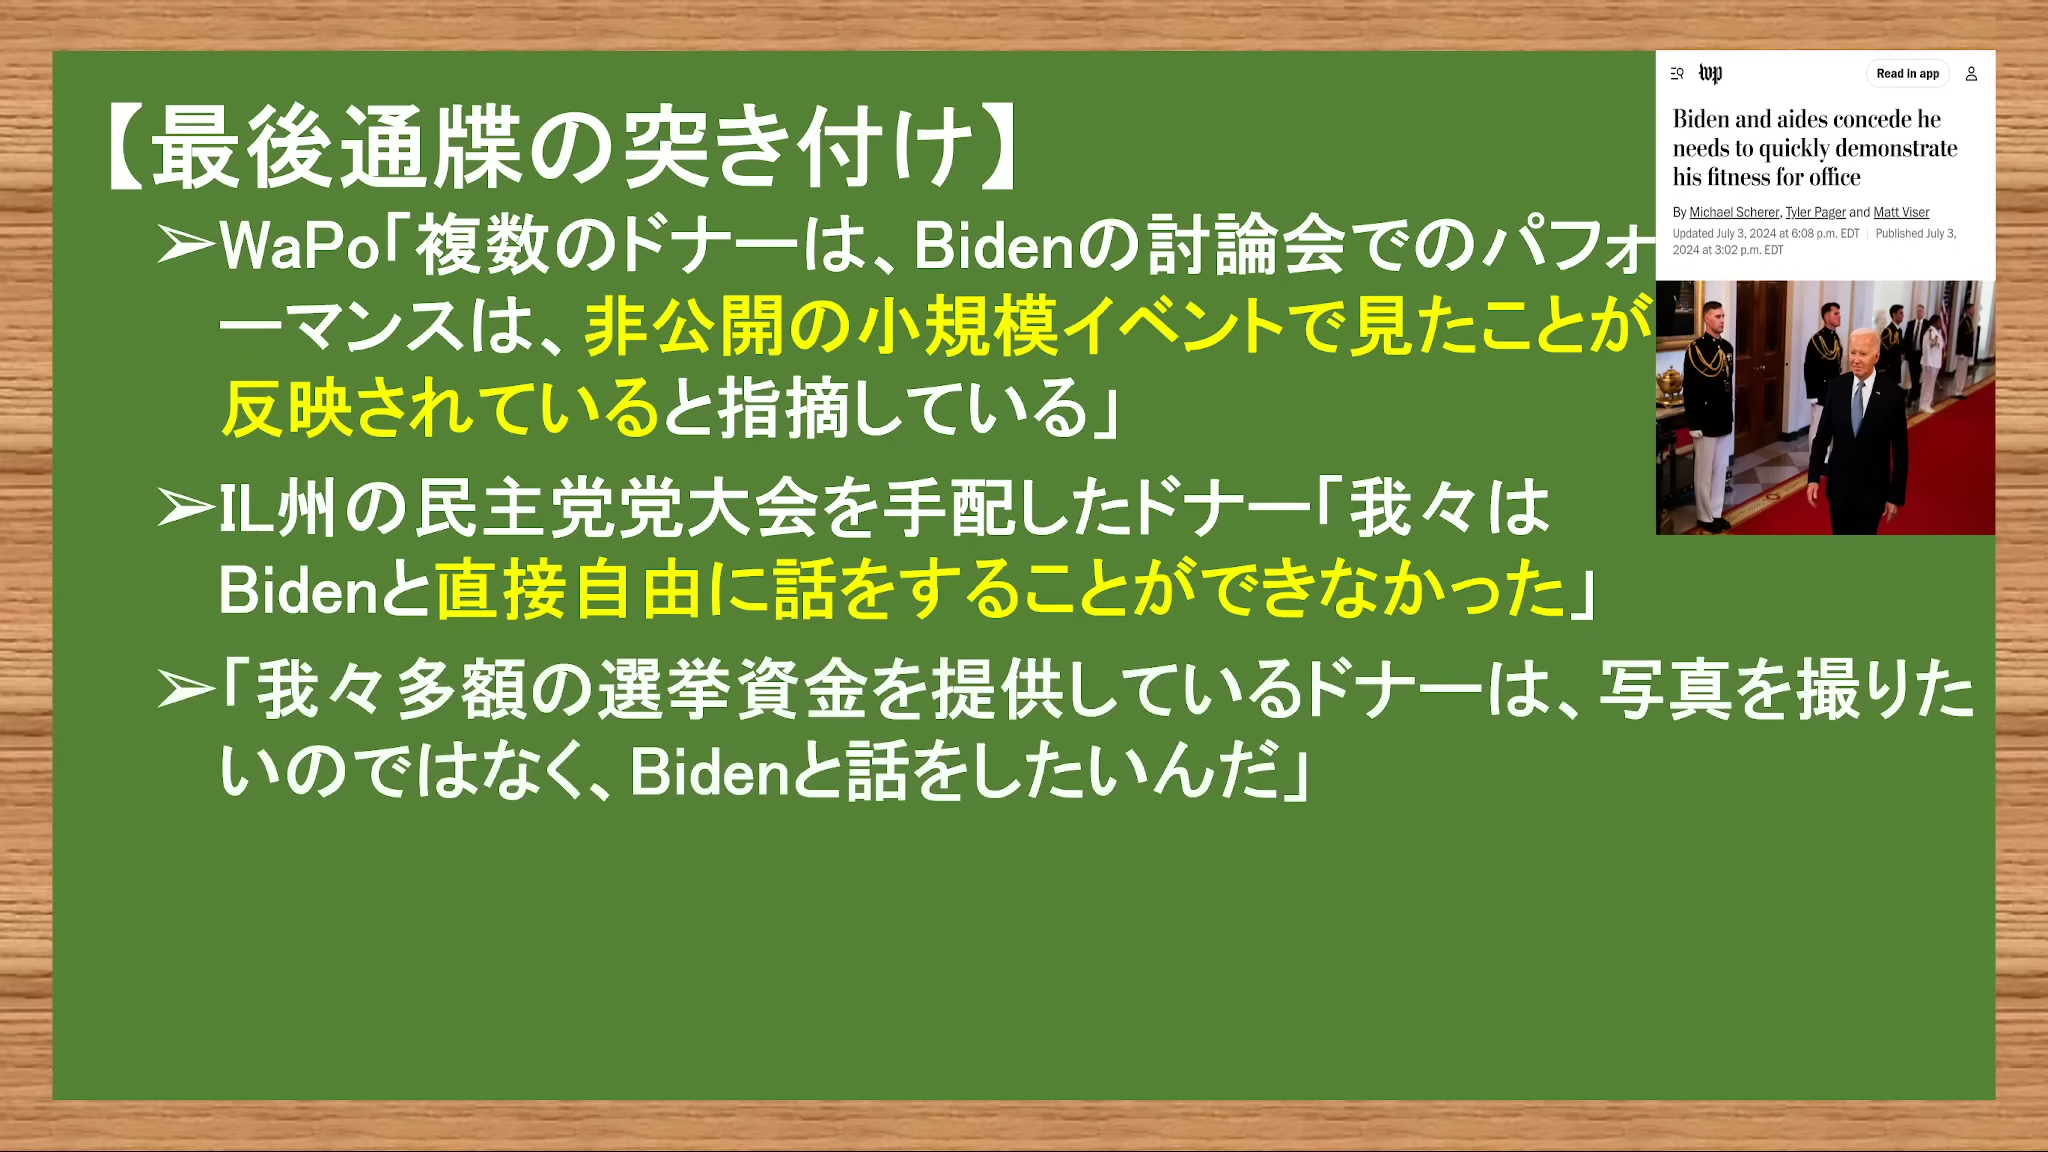 【最後通牒の突き付け】
➢WaPo「複数のドナーは、Bidenの討論会でのパフォ
ーマンスは、非公開の小規模イベントで見たことが
反映されていると指摘している」
➢IL州の民主党党大会を手配したドナー「我々は
Bidenと直接自由に話をすることができなかった」
➢「我々多額の選挙資金を提供しているドナーは、写真を撮りた
いのではなく、Bidenと話をしたいんだ」
wp
Read in app
Biden and aides concede he
needs to quickly demonstrate
his fitness for office
By Michael Scherer, Tyler Pager and Matt Viser
Updated July 3, 2024 at 6:08 p.m. EDT | Published July 3,
2024 at 3:02 p.m. EDT